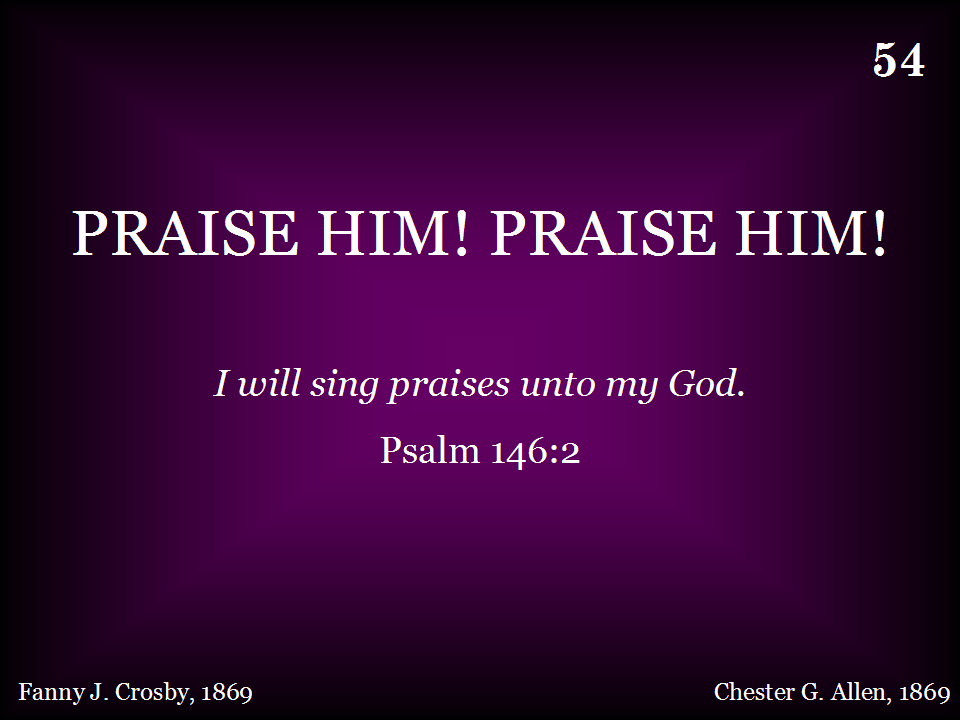 54
PRAISE HIM! PRAISE HIM!
I will sing praises unto my God.
Psalm 146:2
Fanny J. Crosby, 1869
Chester G. Allen, 1869